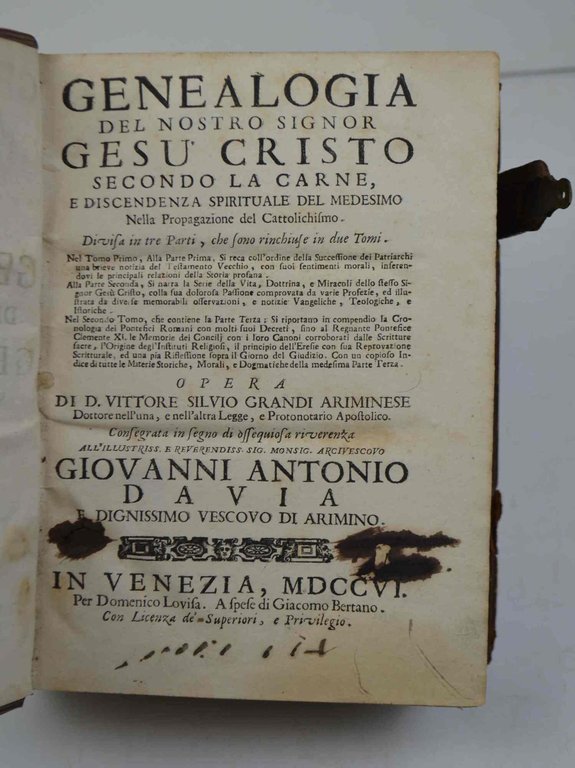 GENEALOGIA
DEL NOSTRO SIGNOR
GESU' CRISTO
SECONDO LA CARNE,
E DISCENDENZA SPIRITUALE DEL MEDESIMO
Nella Propagazione del Cattolichiſmo.
Diviſa in tre Parti, che ſono rinchiuſe in due Tomi.
Nel Tomo Primo, Alla Parte Prima, Si reca coll'ordine della Succeſſione dei Patriarchi
una brieve notizia del Teſtamento Vecchio, con ſuoi ſentimenti morali, inferen-
dovi le principali relazioni della Storia profana.
Alla Parte Seconda, Si narra la Serie della Vita, Dottrina, e Miracoli dello ſteſſo Si-
gnor Gesù Criſto, colla ſua doloroſa Paſſione comprovata da varie Profezie, ed illu-
ſtrata da diverſe memorabili oſſervazioni, e notizie Vangeliche, Teologiche, e
Iſtoriche.
Nel Secondo Tomo, che contiene la Parte Terza; Si riportano in compendio la Cro-
nologia dei Pontefici Romani con molti ſuoi Decreti, fino al Regnante Pontefice
Clemente XI. le Memorie dei Concilj con i loro Canoni corroborati dalle Scritture
ſacre, l'Origine degl'Inſtituti Religioſi, il principio dell'Ereſie con ſua Reprovatione
Scritturale, ed una pia Rifleſſione ſopra il Giorno del Giudizio. Con un copioſo In-
dice di tutte le Materie Storiche, Morali, e Dogmatiche della medeſima Parte Terza.
OPERA
DI D. VITTORE SILVIO GRANDI ARIMINESE
Dottore nell'una, e nell'altra Legge, e Protonotario Apoſtolico.
Conſegrata in ſegno di oſſequioſa riverenza
ALL'ILLUSTRISS. E REVERENDISS. SIG. MONSIG. ARCIVESCOVO
GIOVANNI ANTONIO
DAVIA
E DIGNISSIMO VESCOVO DI ARIMINO.
IN VENEZIA, MDCCVI.
Per Domenico Loviſa. A ſpeſe di Giacomo Bertano.
Con Licenza de' Superiori, e Privilegio.